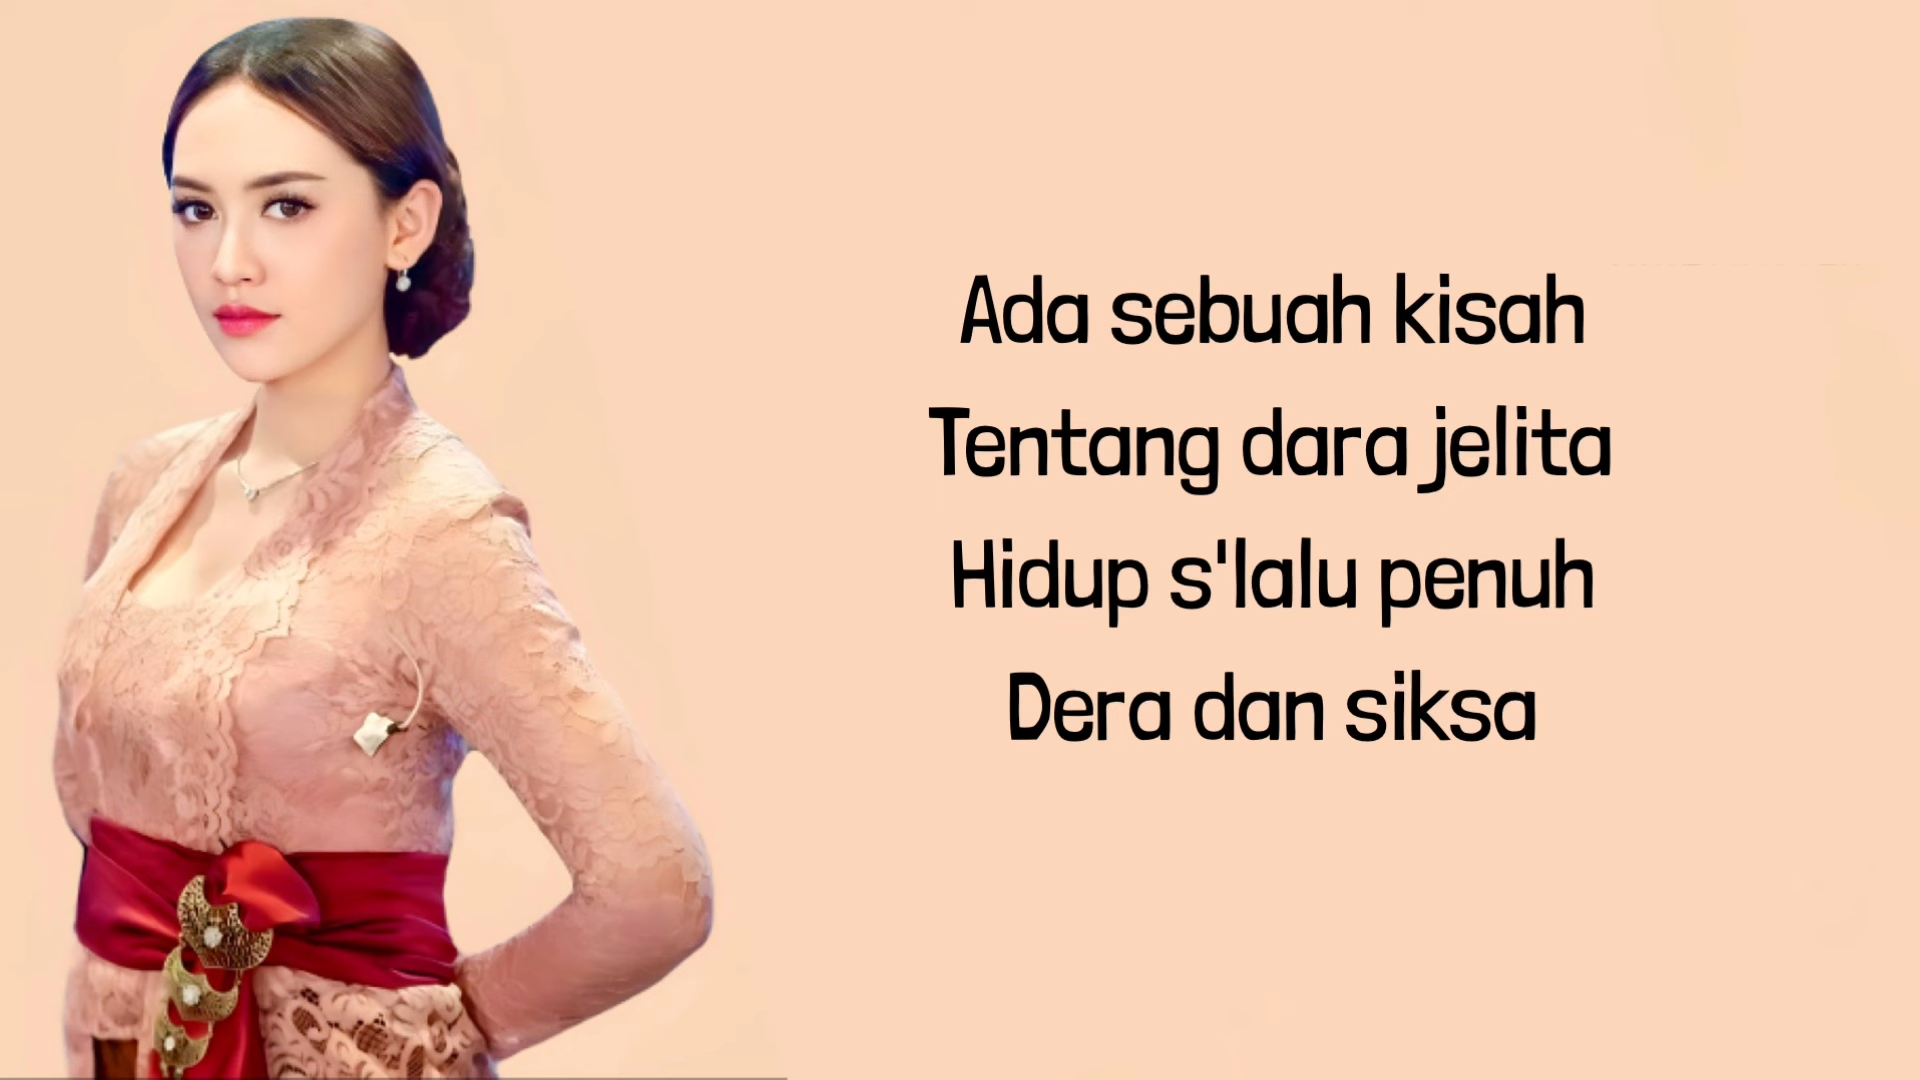 Ada sebuah kisah
Tentang dara jelita
Hidup s'lalu penuh
Dera dan siksa